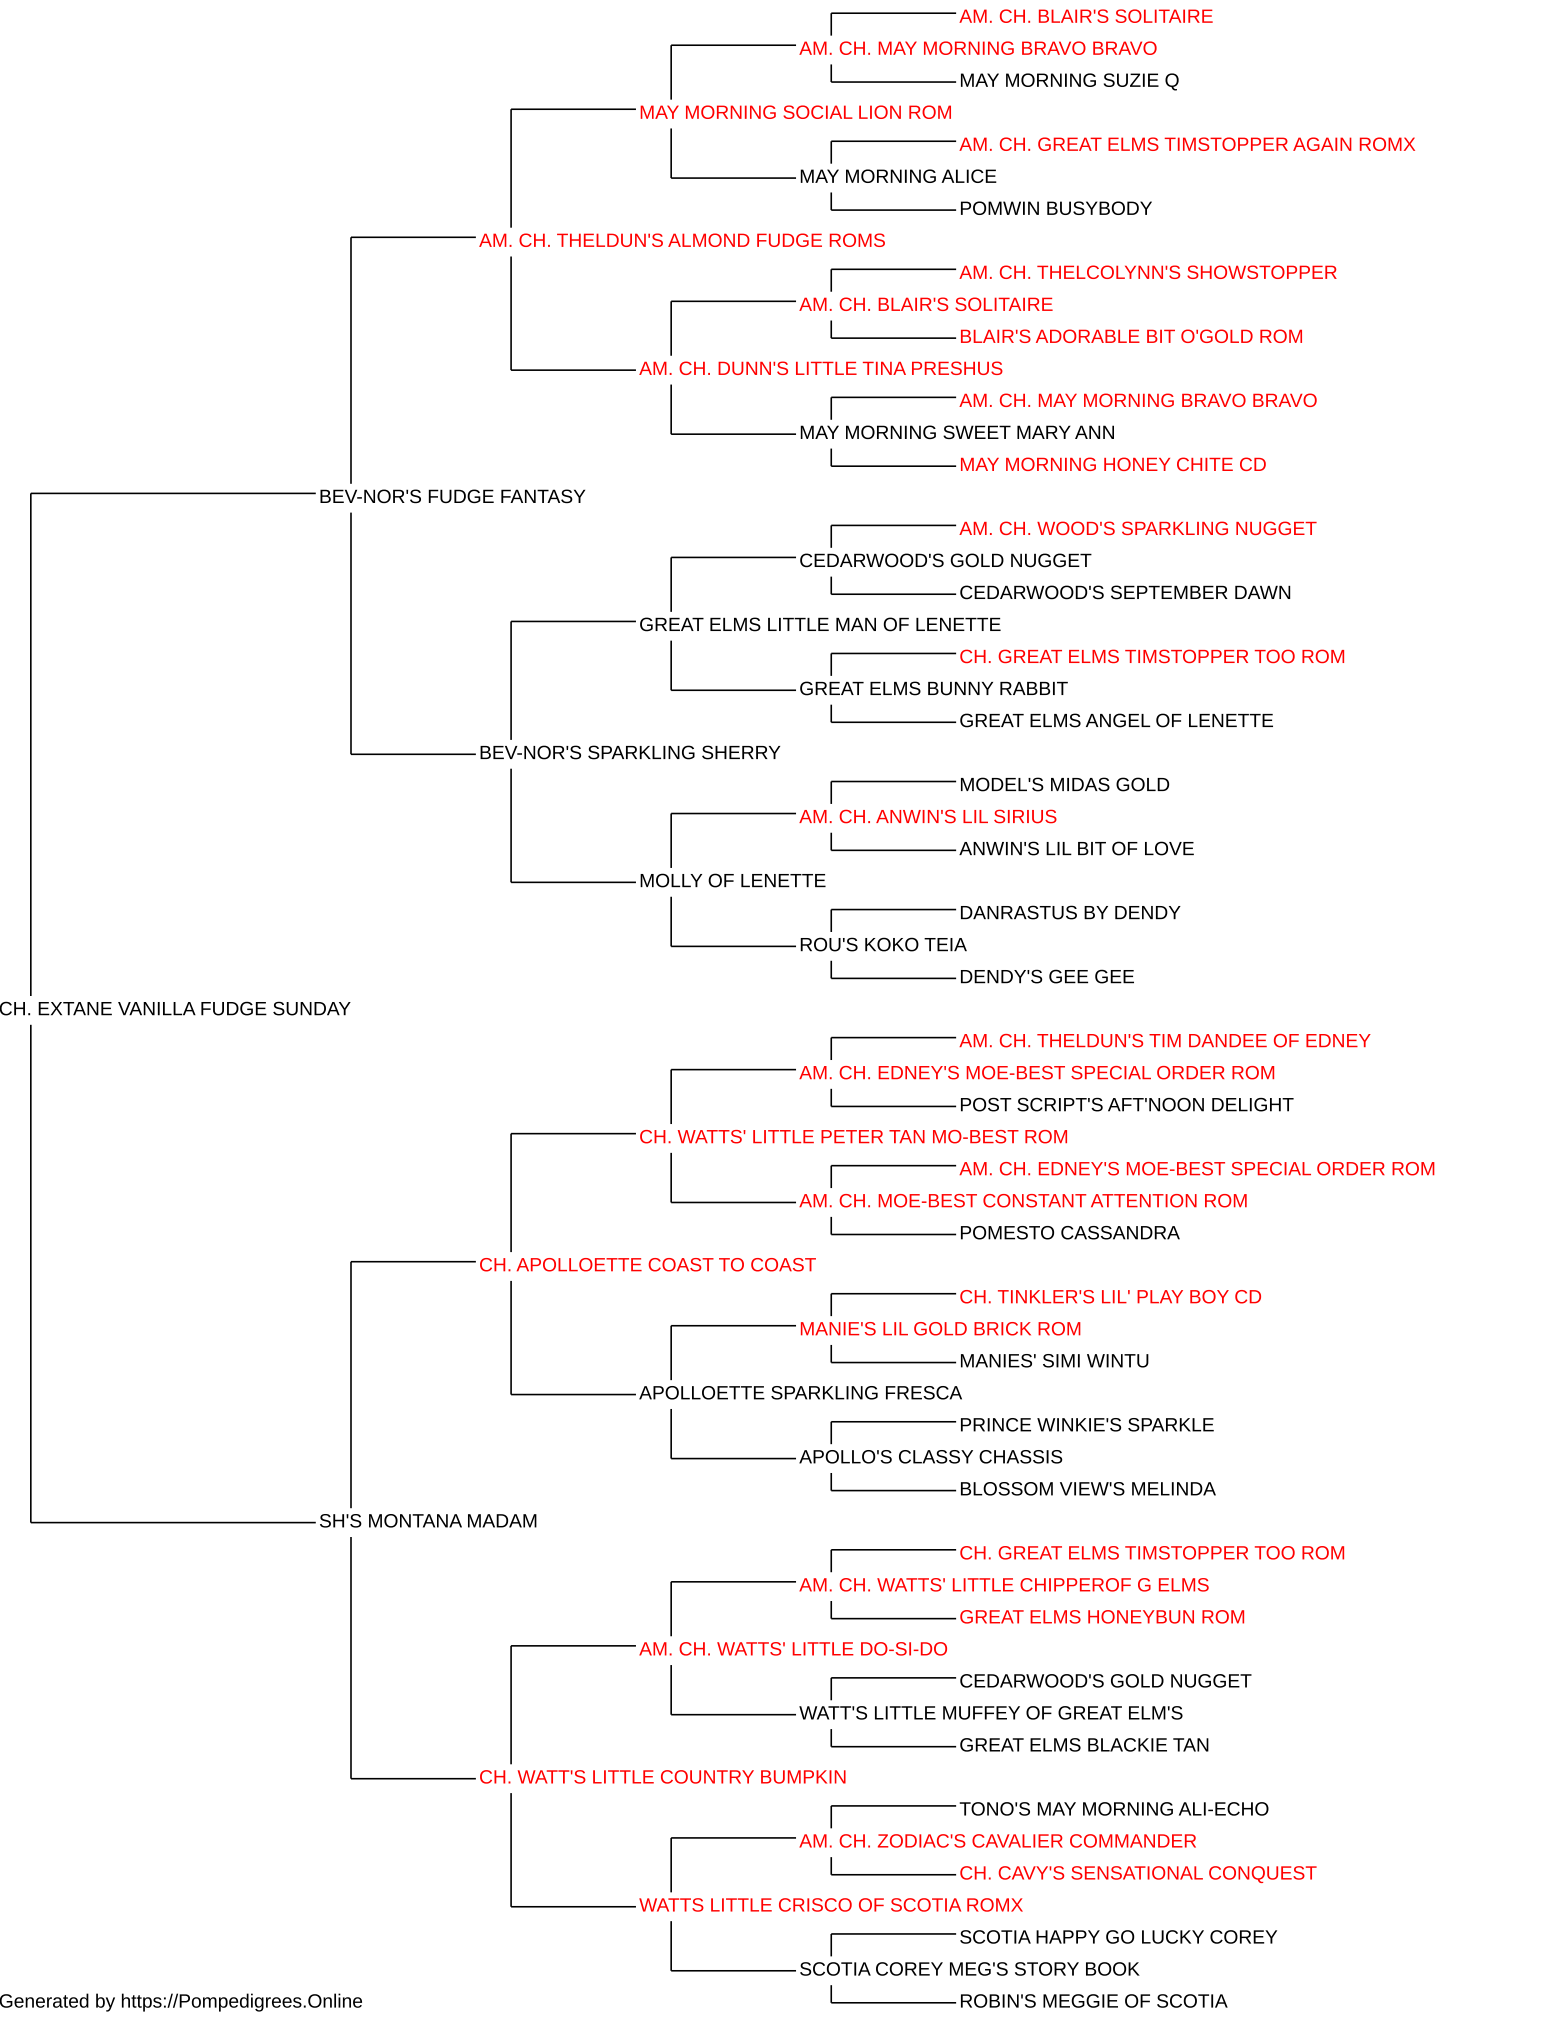 AM. CH. BLAIR'S SOLITAIRE
AM. CH. MAY MORNING BRAVO BRAVO
MAY MORNING SUZIE Q
MAY MORNING SOCIAL LION ROM
AM. CH. GREAT ELMS TIMSTOPPER AGAIN ROMX
MAY MORNING ALICE
POMWIN BUSYBODY
AM. CH. THELDUN'S ALMOND FUDGE ROMS
AM. CH. THELCOLYNN'S SHOWSTOPPER
AM. CH. BLAIR'S SOLITAIRE
BLAIR'S ADORABLE BIT O'GOLD ROM
AM. CH. DUNN'S LITTLE TINA PRESHUS
AM. CH. MAY MORNING BRAVO BRAVO
MAY MORNING SWEET MARY ANN
MAY MORNING HONEY CHITE CD
BEV-NOR'S FUDGE FANTASY
AM. CH. WOOD'S SPARKLING NUGGET
CEDARWOOD'S GOLD NUGGET
CEDARWOOD'S SEPTEMBER DAWN
GREAT ELMS LITTLE MAN OF LENETTE
CH. GREAT ELMS TIMSTOPPER TOO ROM
GREAT ELMS BUNNY RABBIT
GREAT ELMS ANGEL OF LENETTE
BEV-NOR'S SPARKLING SHERRY
MODEL'S MIDAS GOLD
AM. CH. ANWIN'S LIL SIRIUS
ANWIN'S LIL BIT OF LOVE
MOLLY OF LENETTE
DANRASTUS BY DENDY
ROU'S KOKO TEIA
DENDY'S GEE GEE
CH. EXTANE VANILLA FUDGE SUNDAY
AM. CH. THELDUN'S TIM DANDEE OF EDNEY
AM. CH. EDNEY'S MOE-BEST SPECIAL ORDER ROM
POST SCRIPT'S AFT'NOON DELIGHT
CH. WATTS' LITTLE PETER TAN MO-BEST ROM
AM. CH. EDNEY'S MOE-BEST SPECIAL ORDER ROM
AM. CH. MOE-BEST CONSTANT ATTENTION ROM
POMESTO CASSANDRA
CH. APOLLOETTE COAST TO COAST
CH. TINKLER'S LIL' PLAY BOY CD
MANIE'S LIL GOLD BRICK ROM
MANIES' SIMI WINTU
APOLLOETTE SPARKLING FRESCA
PRINCE WINKIE'S SPARKLE
APOLLO'S CLASSY CHASSIS
BLOSSOM VIEW'S MELINDA
SH'S MONTANA MADAM
CH. GREAT ELMS TIMSTOPPER TOO ROM
AM. CH. WATTS' LITTLE CHIPPEROF G ELMS
GREAT ELMS HONEYBUN ROM
AM. CH. WATTS' LITTLE DO-SI-DO
CEDARWOOD'S GOLD NUGGET
WATT'S LITTLE MUFFEY OF GREAT ELM'S
GREAT ELMS BLACKIE TAN
CH. WATT'S LITTLE COUNTRY BUMPKIN
TONO'S MAY MORNING ALI-ECHO
AM. CH. ZODIAC'S CAVALIER COMMANDER
CH. CAVY'S SENSATIONAL CONQUEST
WATTS LITTLE CRISCO OF SCOTIA ROMX
SCOTIA HAPPY GO LUCKY COREY
SCOTIA COREY MEG'S STORY BOOK
ROBIN'S MEGGIE OF SCOTIA
Generated by https://Pompedigrees.Online